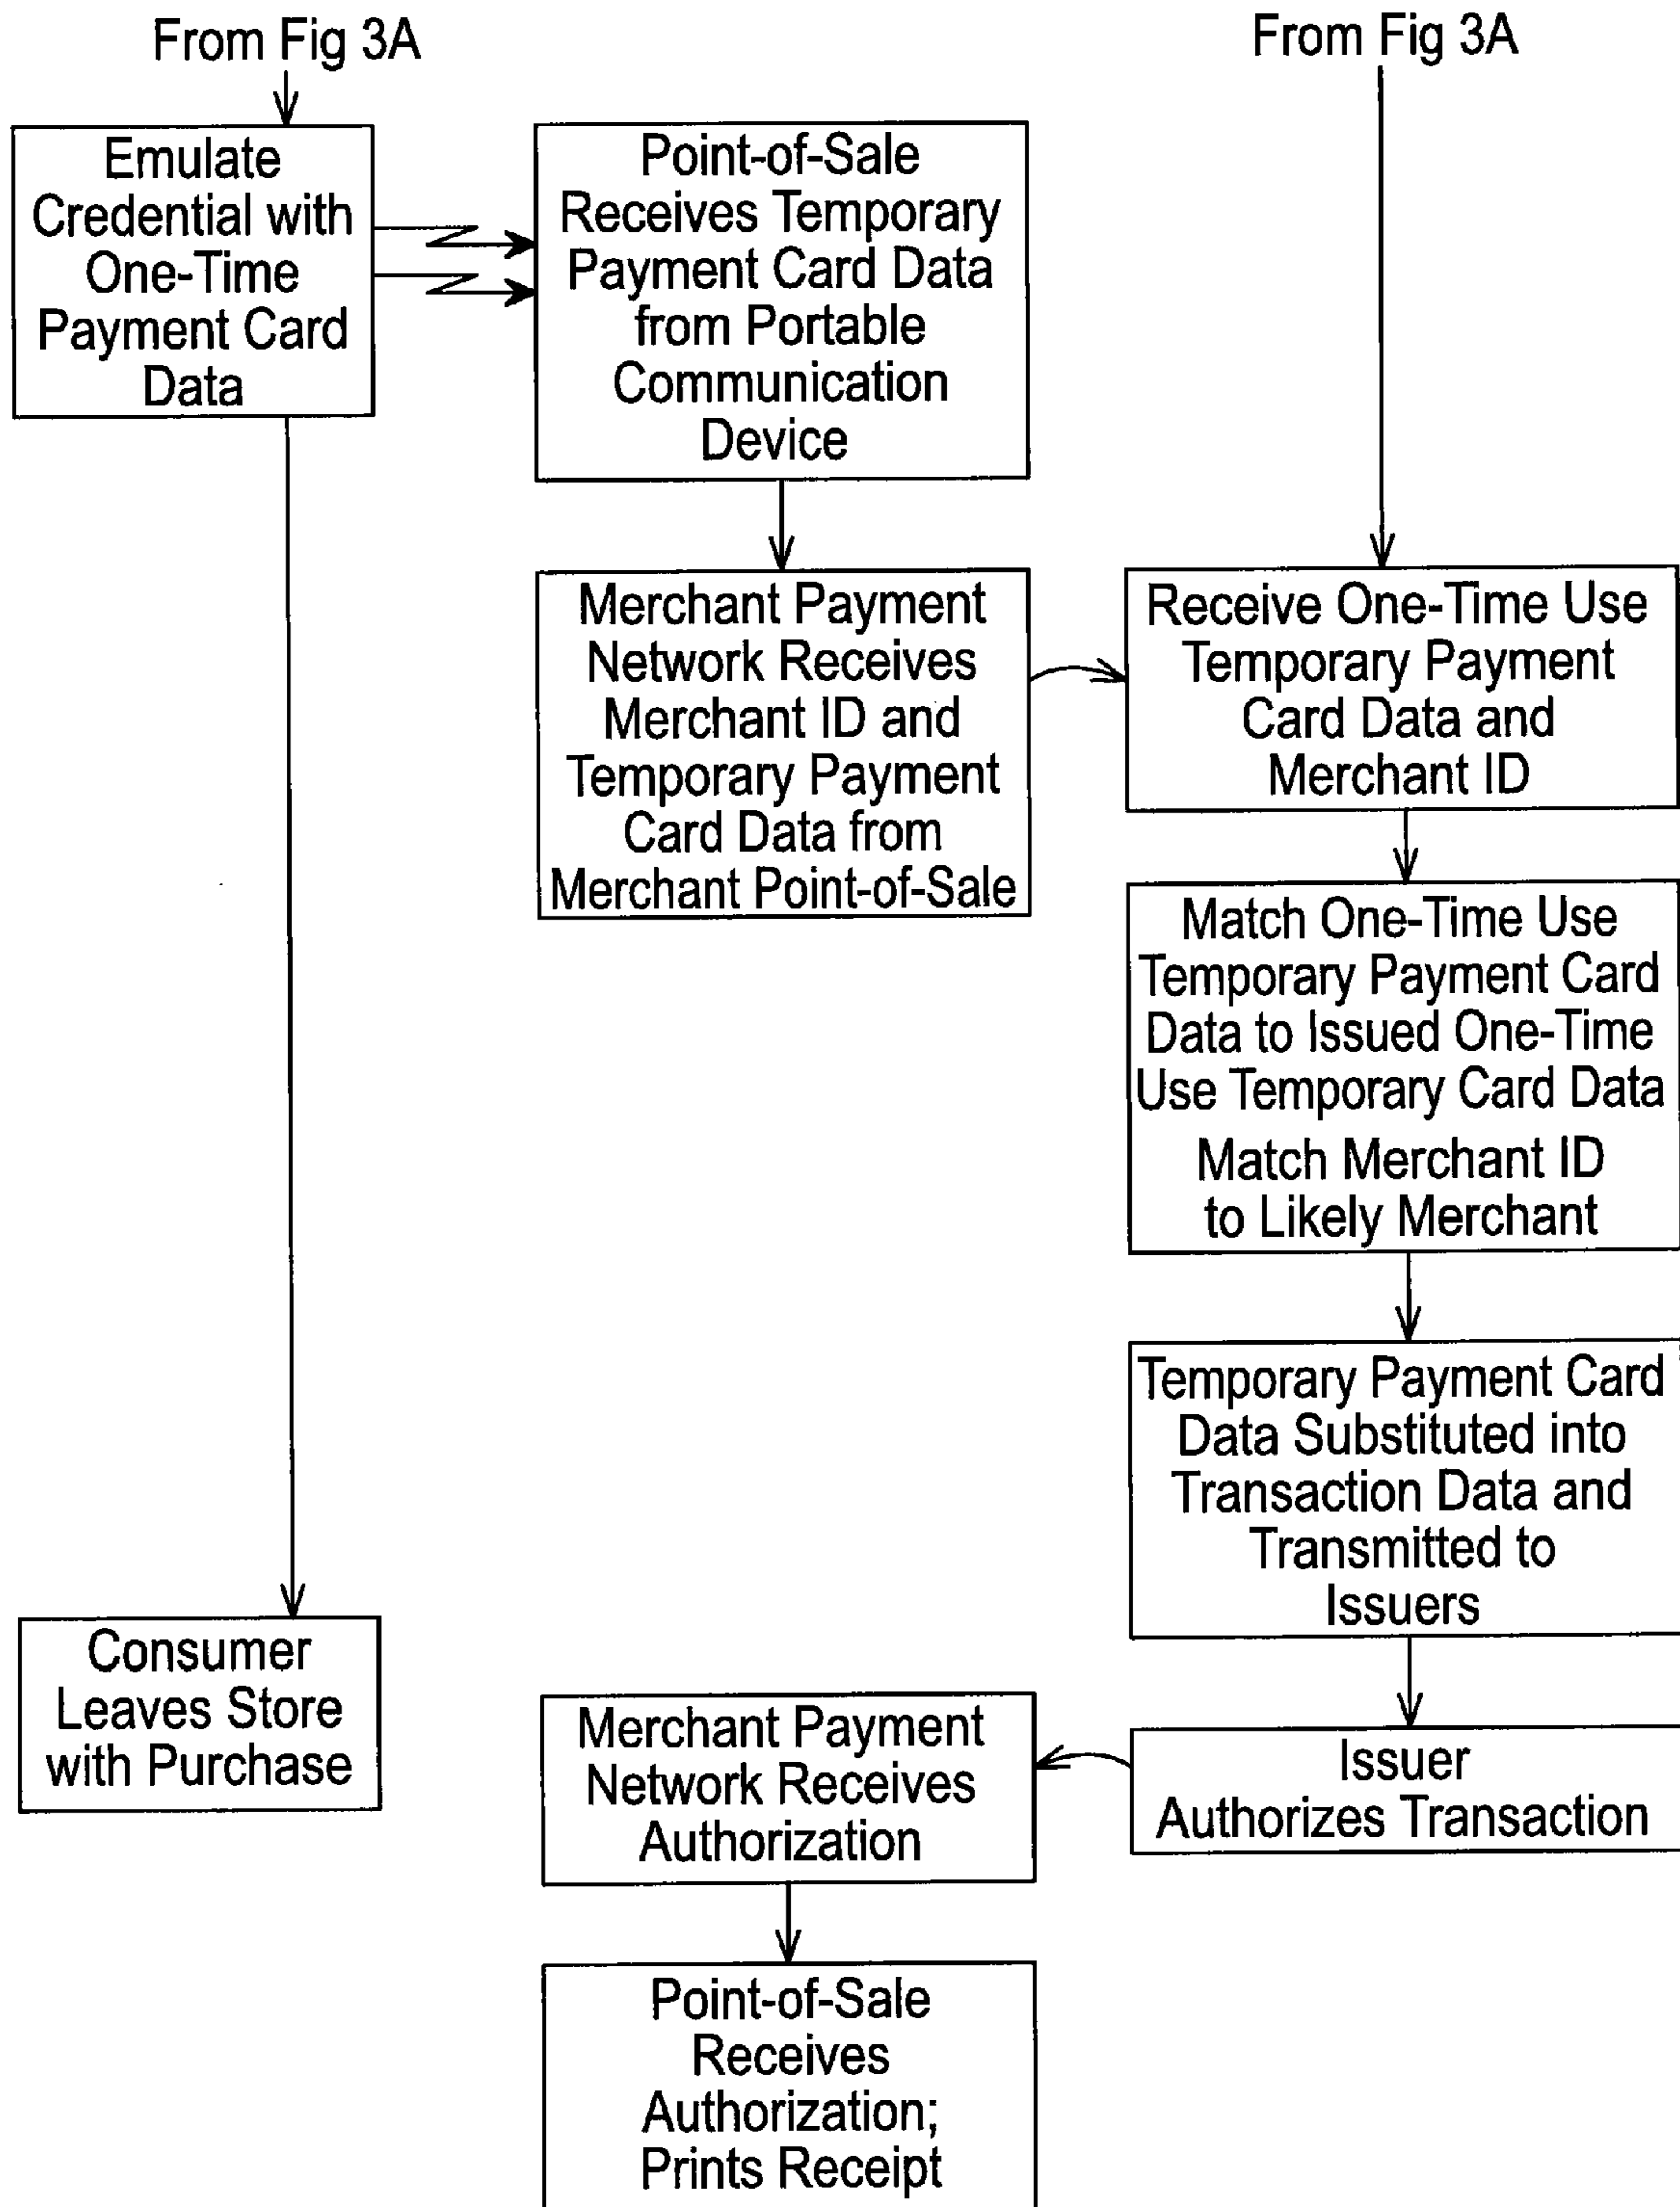 From Fig 3A
From Fig 3A
Emulate
Credential with
One-Time
Payment Card
Data
Point-of-Sale
Receives Temporary
Payment Card Data
from Portable
Communication
Device
Merchant Payment
Network Receives
Merchant ID and
Temporary Payment
Card Data from
Merchant Point-of-Sale
Receive One-Time Use
Temporary Payment
Card Data and
Merchant ID
Match One-Time Use
Temporary Payment Card
Data to Issued One-Time
Use Temporary Card Data
Match Merchant ID
to Likely Merchant
Temporary Payment Card
Data Substituted into
Transaction Data and
Transmitted to
Issuers
Consumer
Leaves Store
with Purchase
Issuer
Authorizes Transaction
Merchant Payment
Network Receives
Authorization
Point-of-Sale
Receives
Authorization;
Prints Receipt